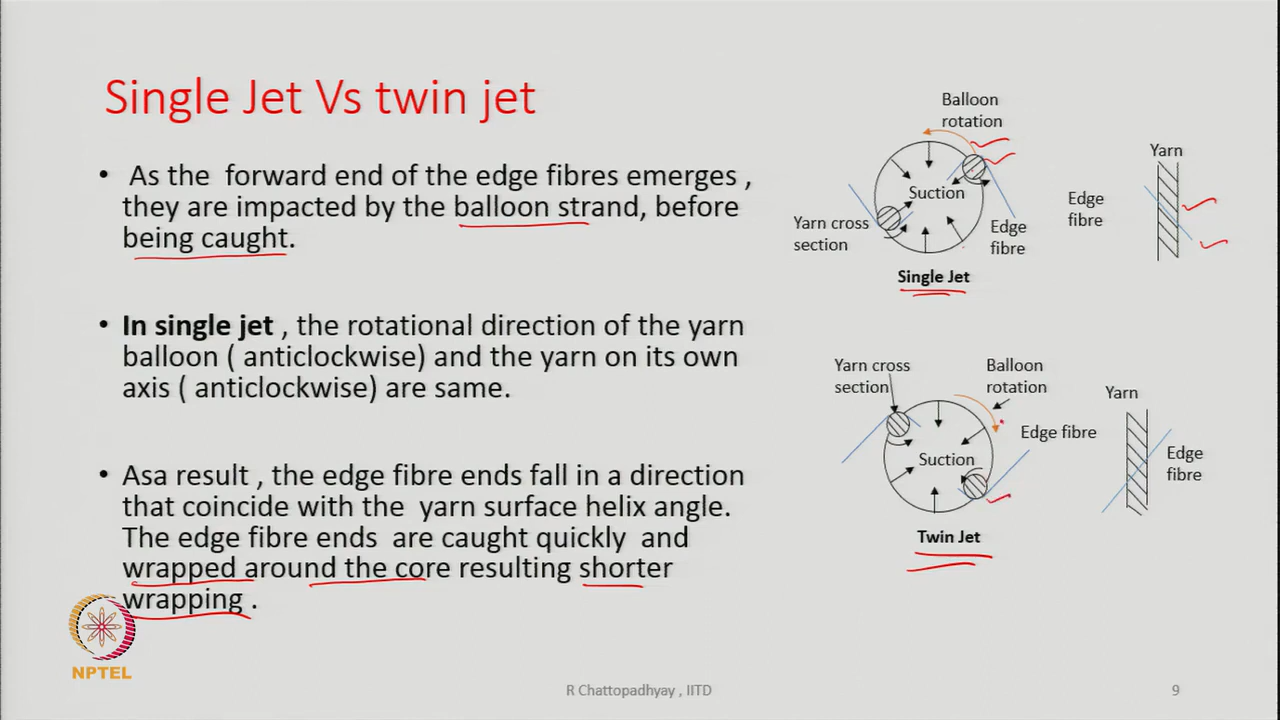 Single Jet Vs twin jet
• As the forward end of the edge fibres emerges ,
they are impacted by the balloon strand, before
being caught.
• In single jet , the rotational direction of the yarn
balloon ( anticlockwise) and the yarn on its own
axis ( anticlockwise) are same.
• Asa result , the edge fibre ends fall in a direction
that coincide with the yarn surface helix angle.
The edge fibre ends are caught quickly and
wrapped around the core resulting shorter
wrapping .
Balloon
rotation
Suction
Yarn cross
section
Edge
fibre
Single Jet
Yarn
Edge
fibre
Yarn cross
section
Balloon
rotation
Suction
Edge fibre
Twin Jet
Yarn
Edge
fibre
NPTEL
R Chattopadhyay , IITD
9